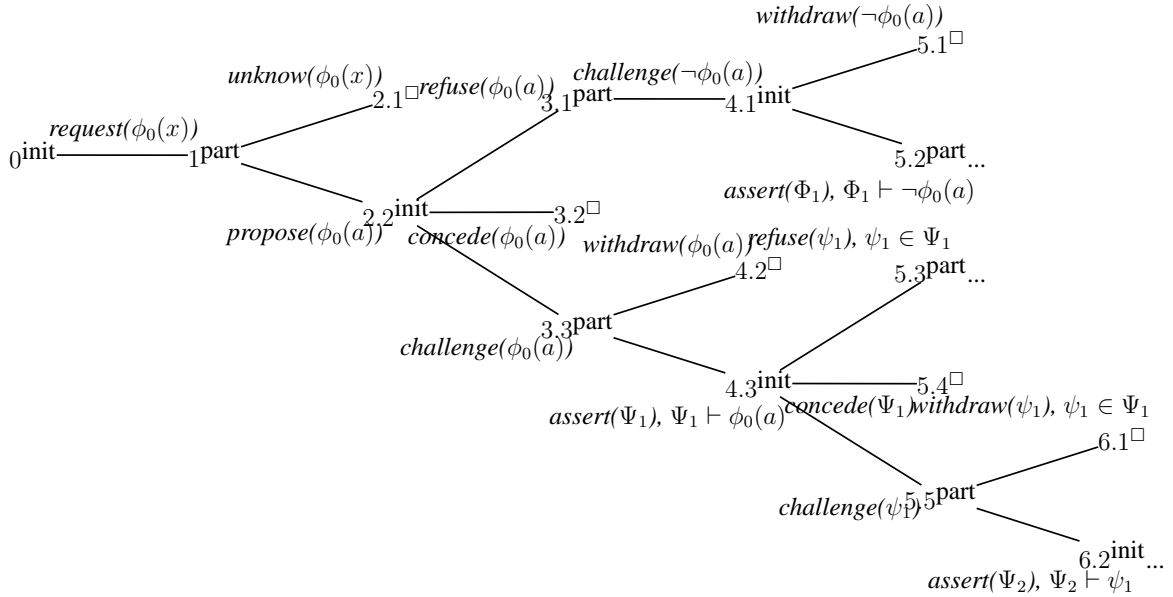 withdraw(¬ϕ₀(a))
5.1□
unknow(ϕ₀(x))
refuse(ϕ₀(a))
challenge(¬ϕ₀(a))
2.1□
3.1part
4.1init
request(ϕ₀(x))
0init
1part
5.2part...
assert(Φ₁), Φ₁ ⊢ ¬ϕ₀(a)
2.2init
3.2□
propose(ϕ₀(a))
concede(ϕ₀(a))
withdraw(ϕ₀(a))
refuse(ψ₁), ψ₁ ∈ Ψ₁
4.2□
5.3part...
3.3part
challenge(ϕ₀(a))
4.3init
5.4□
assert(Ψ₁), Ψ₁ ⊢ ϕ₀(a)
concede(Ψ₁)
withdraw(ψ₁), ψ₁ ∈ Ψ₁
6.1□
challenge(ψ₁)
5.5part
6.2init...
assert(Ψ₂), Ψ₂ ⊢ ψ₁